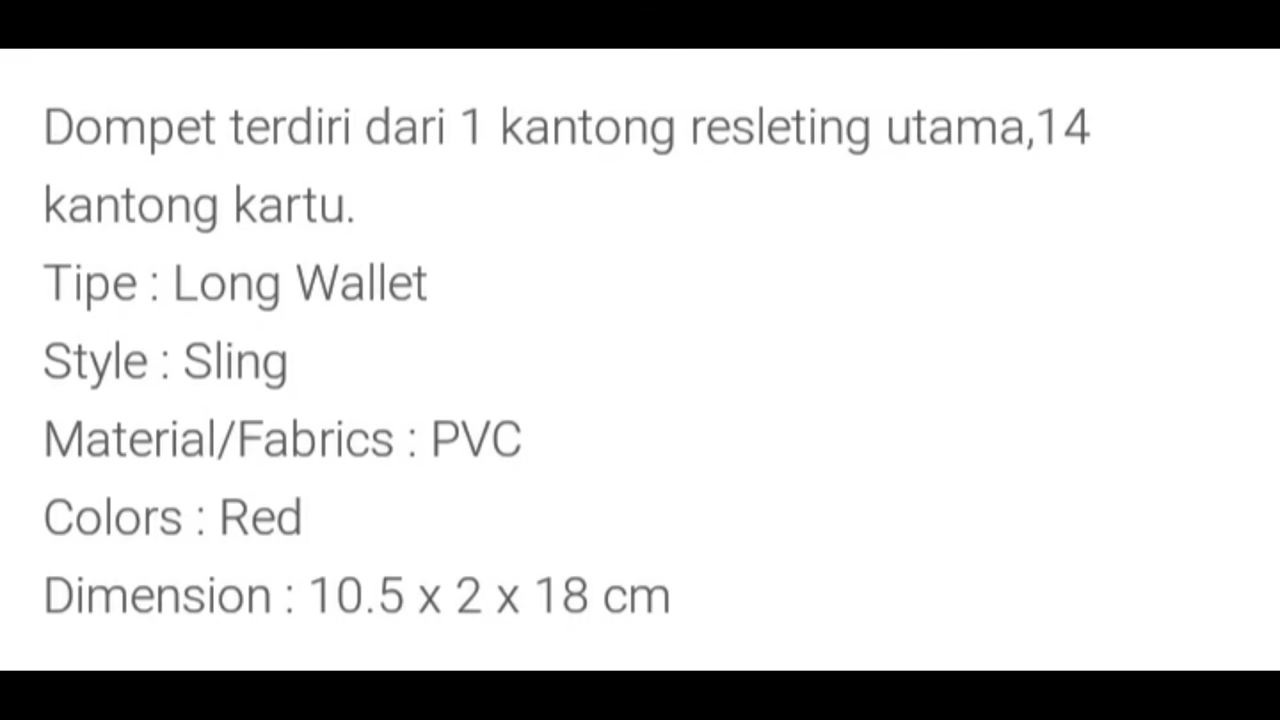 Dompet terdiri dari 1 kantong resleting utama,14
kantong kartu.
Tipe : Long Wallet
Style : Sling
Material/Fabrics : PVC
Colors : Red
Dimension : 10.5 x 2 x 18 cm